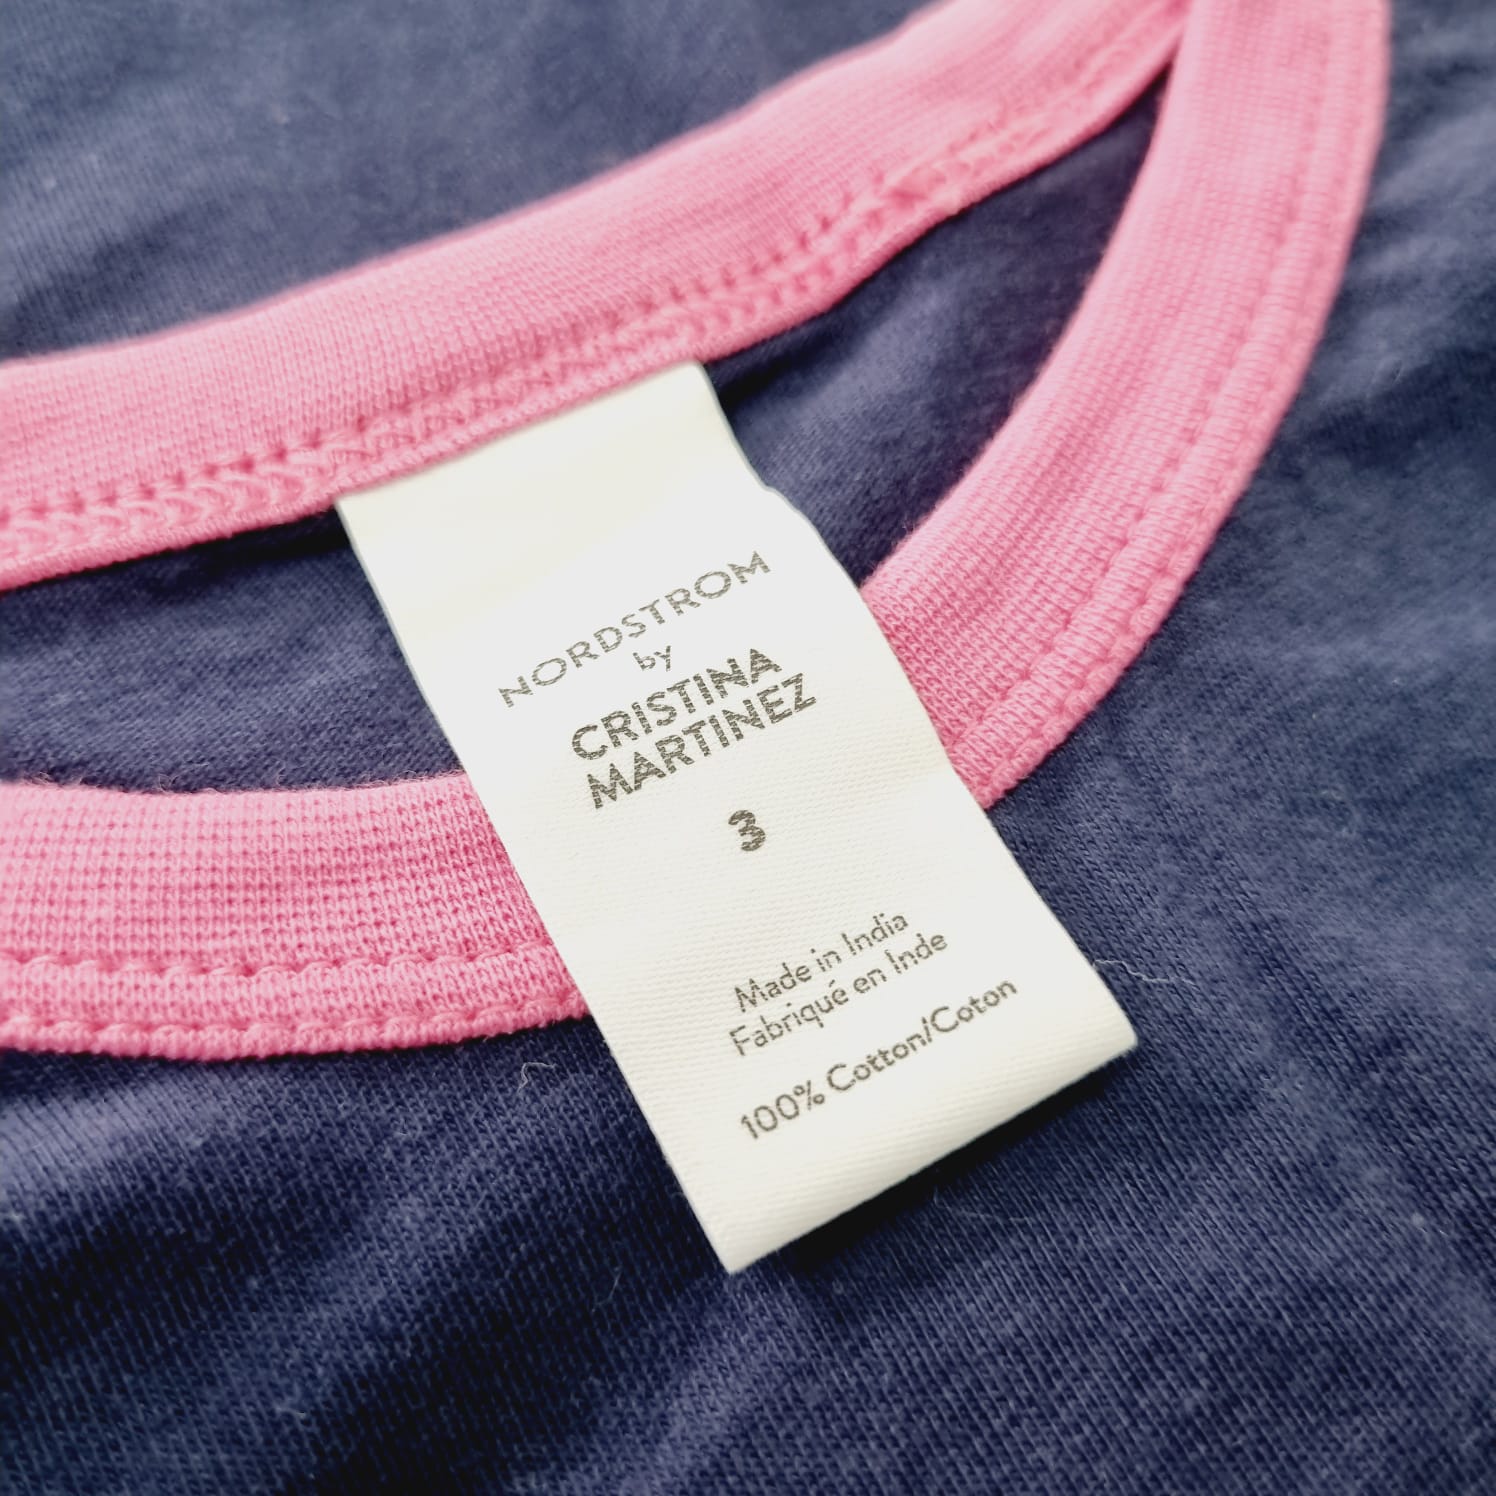 NORDSTROM
by
CRISTINA
MARTINEZ
3
Made in India
Fabriqué en Inde
100% Cotton/Coton